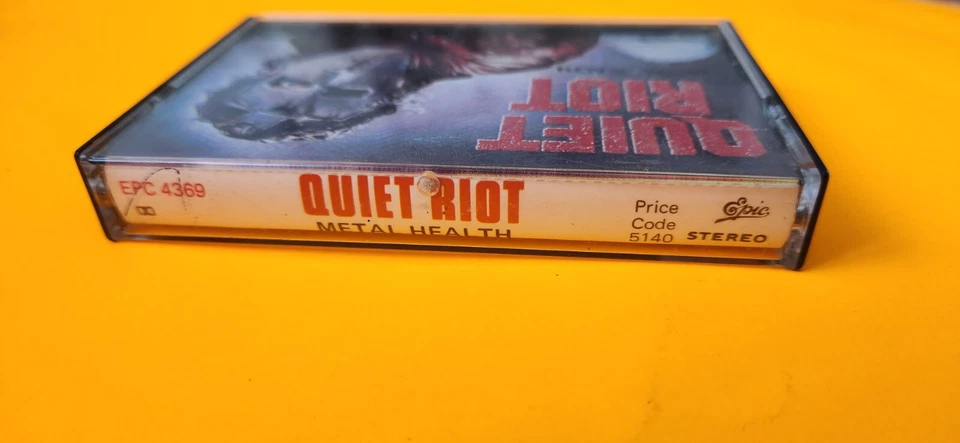 QUIET
RIOT
EPC 4369
QUIET RIOT
METAL HEALTH
Price
Code
5140
Epic
STEREO